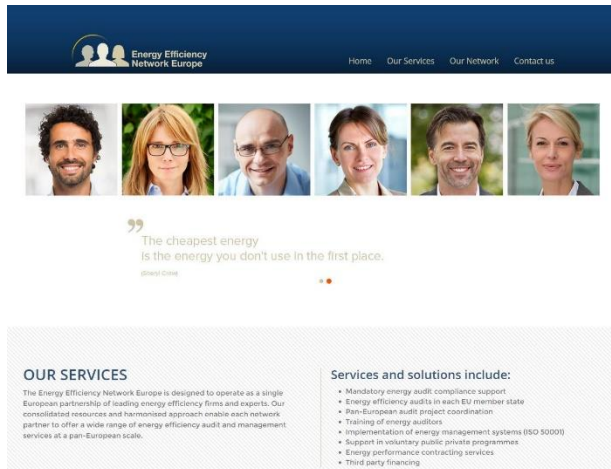 Energy Efficiency
Network Europe
Home Our Services Our Network Contact us
”
The cheapest energy
is the energy you don't use in the first place.
(Sheryl Crow)
OUR SERVICES
The Energy Efficiency Network Europe is designed to operate as a single
European partnership of leading energy efficiency firms and experts. Our
consolidated resources and harmonised approach enable each network
partner to offer a wide range of energy efficiency audit and management
services at a pan-European scale.
Services and solutions include:
• Mandatory energy audit compliance support
• Energy efficiency audits in each EU member state
• Pan-European audit project coordination
• Training of energy auditors
• Implementation of energy management systems (ISO 50001)
• Support in voluntary public private programmes
• Energy performance contracting services
• Third party financing